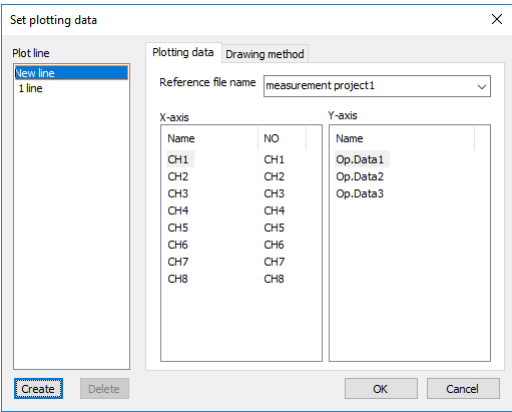 Set plotting data
Plot line
New line
1 line
Plotting data Drawing method
Reference file name measurement project1
X-axis
Name NO
CH1 CH1
CH2 CH2
CH3 CH3
CH4 CH4
CH5 CH5
CH6 CH6
CH7 CH7
CH8 CH8
Y-axis
Name
Op.Data1
Op.Data2
Op.Data3
Create Delete OK Cancel